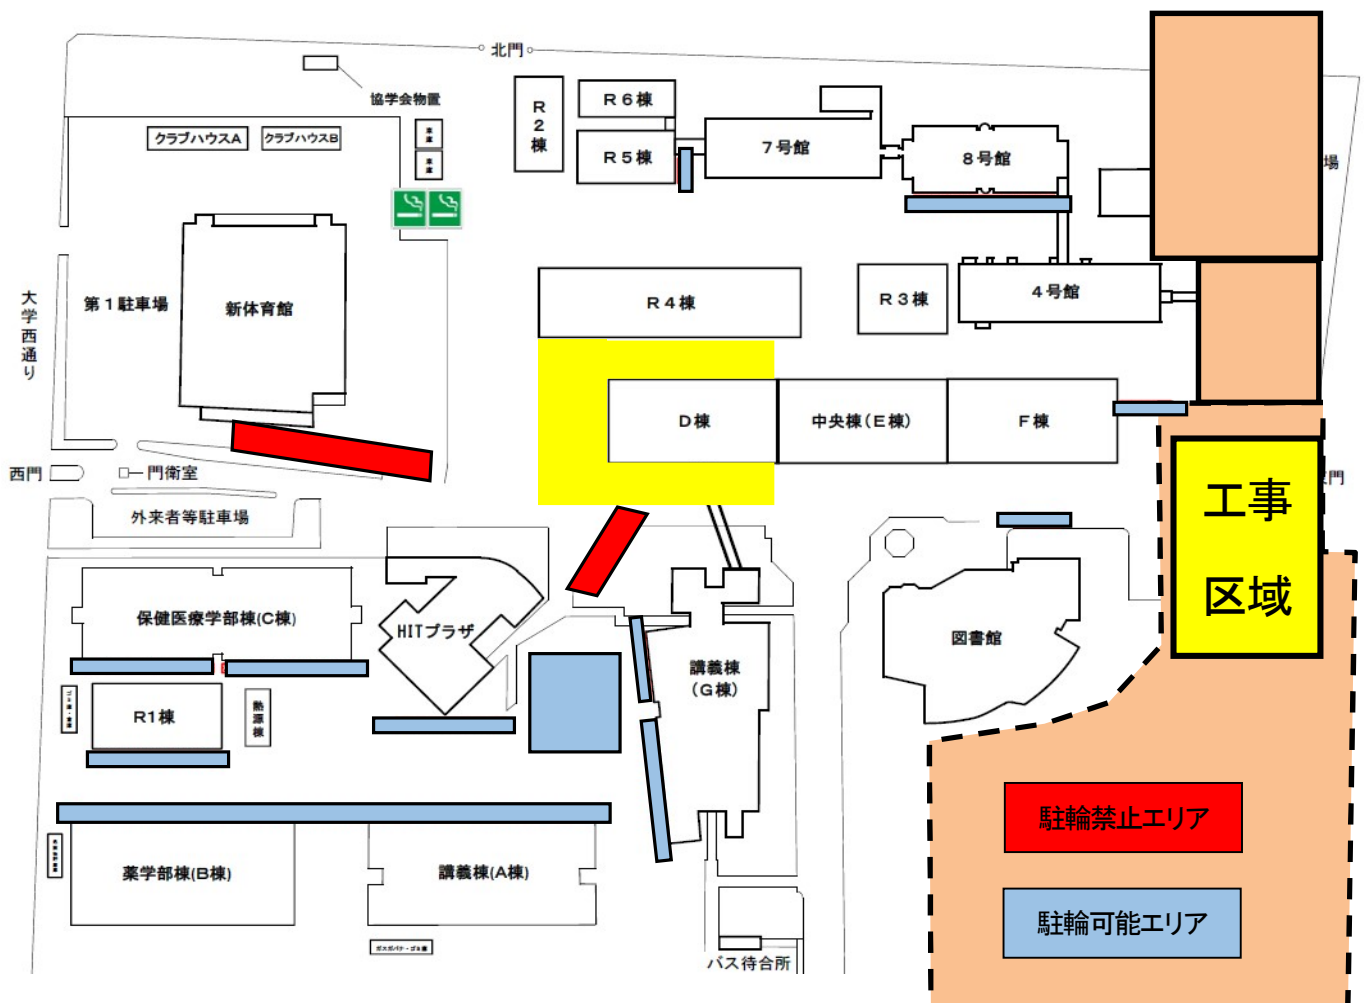 北門
協学会物置
クラブハウスA
クラブハウスB
車庫
車庫
R2棟
R6棟
R5棟
7号館
8号館
場
大学西通り
第1駐車場
新体育館
R4棟
R3棟
4号館
D棟
中央棟(E棟)
F棟
西門
門衛室
外来者等駐車場
門
工事
区域
保健医療学部棟(C棟)
HITプラザ
講義棟
(G棟)
図書館
R1棟
熱源棟
薬学部棟(B棟)
講義棟(A棟)
バス待合所
駐輪禁止エリア
駐輪可能エリア